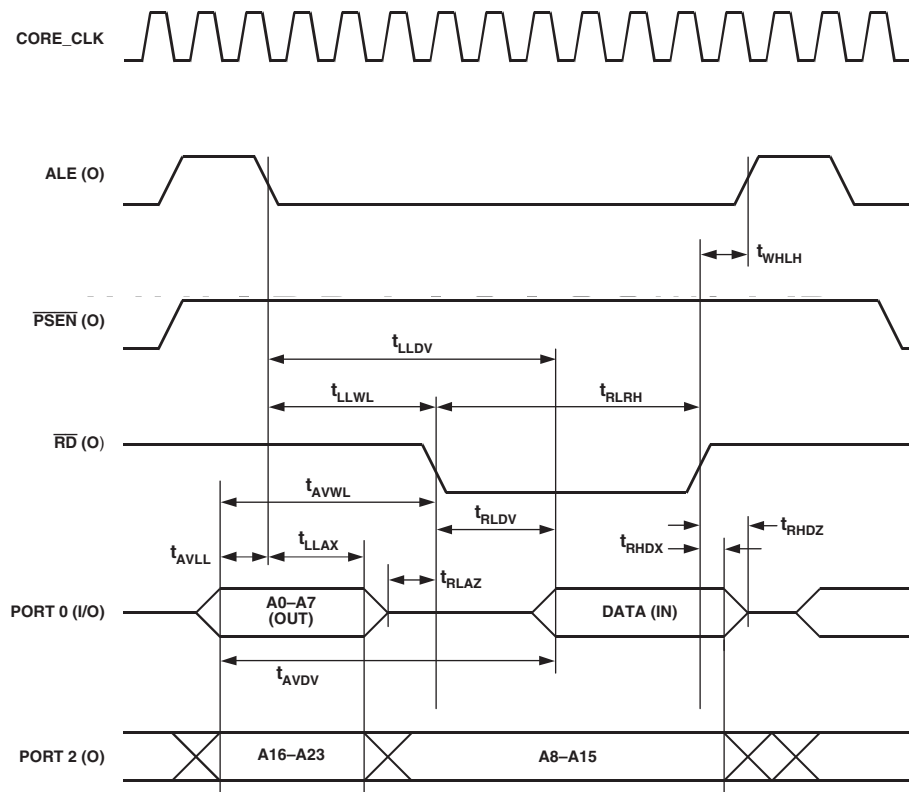 CORE_CLK
ALE (O)
tWHLH
PSEN (O)
tLLDV
tLLWL
tRLRH
RD (O)
tAVWL
tRLDV
tRHDZ
tAVLL
tLLAX
tRHDX
tRLAZ
PORT 0 (I/O)
A0–A7
(OUT)
DATA (IN)
tAVDV
PORT 2 (O)
A16–A23
A8–A15